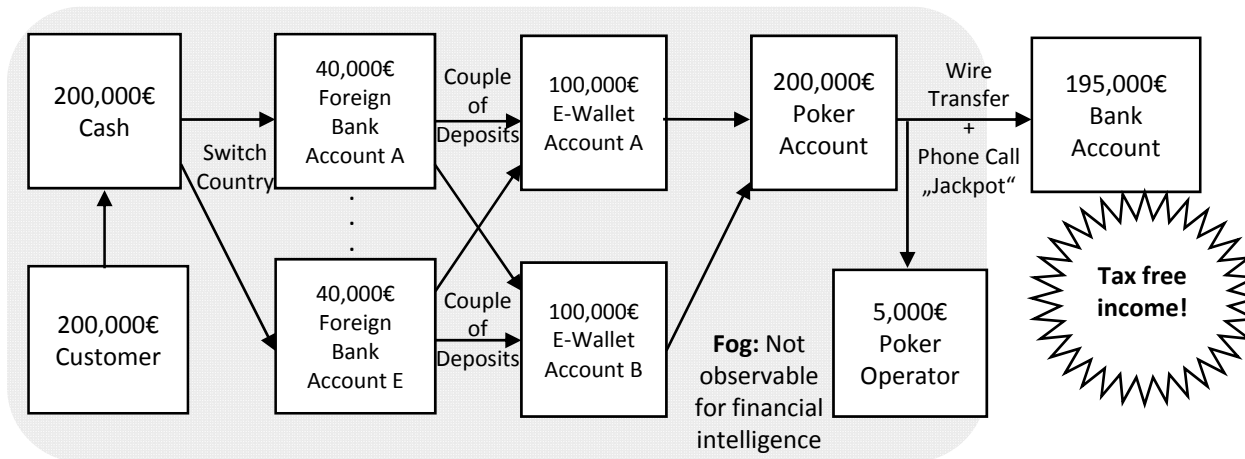 200,000€
Cash
200,000€
Customer
Switch
Country
40,000€
Foreign
Bank
Account A
.
.
.
40,000€
Foreign
Bank
Account E
Couple
of
Deposits
Couple
of
Deposits
100,000€
E-Wallet
Account A
100,000€
E-Wallet
Account B
200,000€
Poker
Account
Fog: Not
observable
for financial
intelligence
Wire
Transfer
+
Phone Call
„Jackpot“
5,000€
Poker
Operator
195,000€
Bank
Account
Tax free
income!